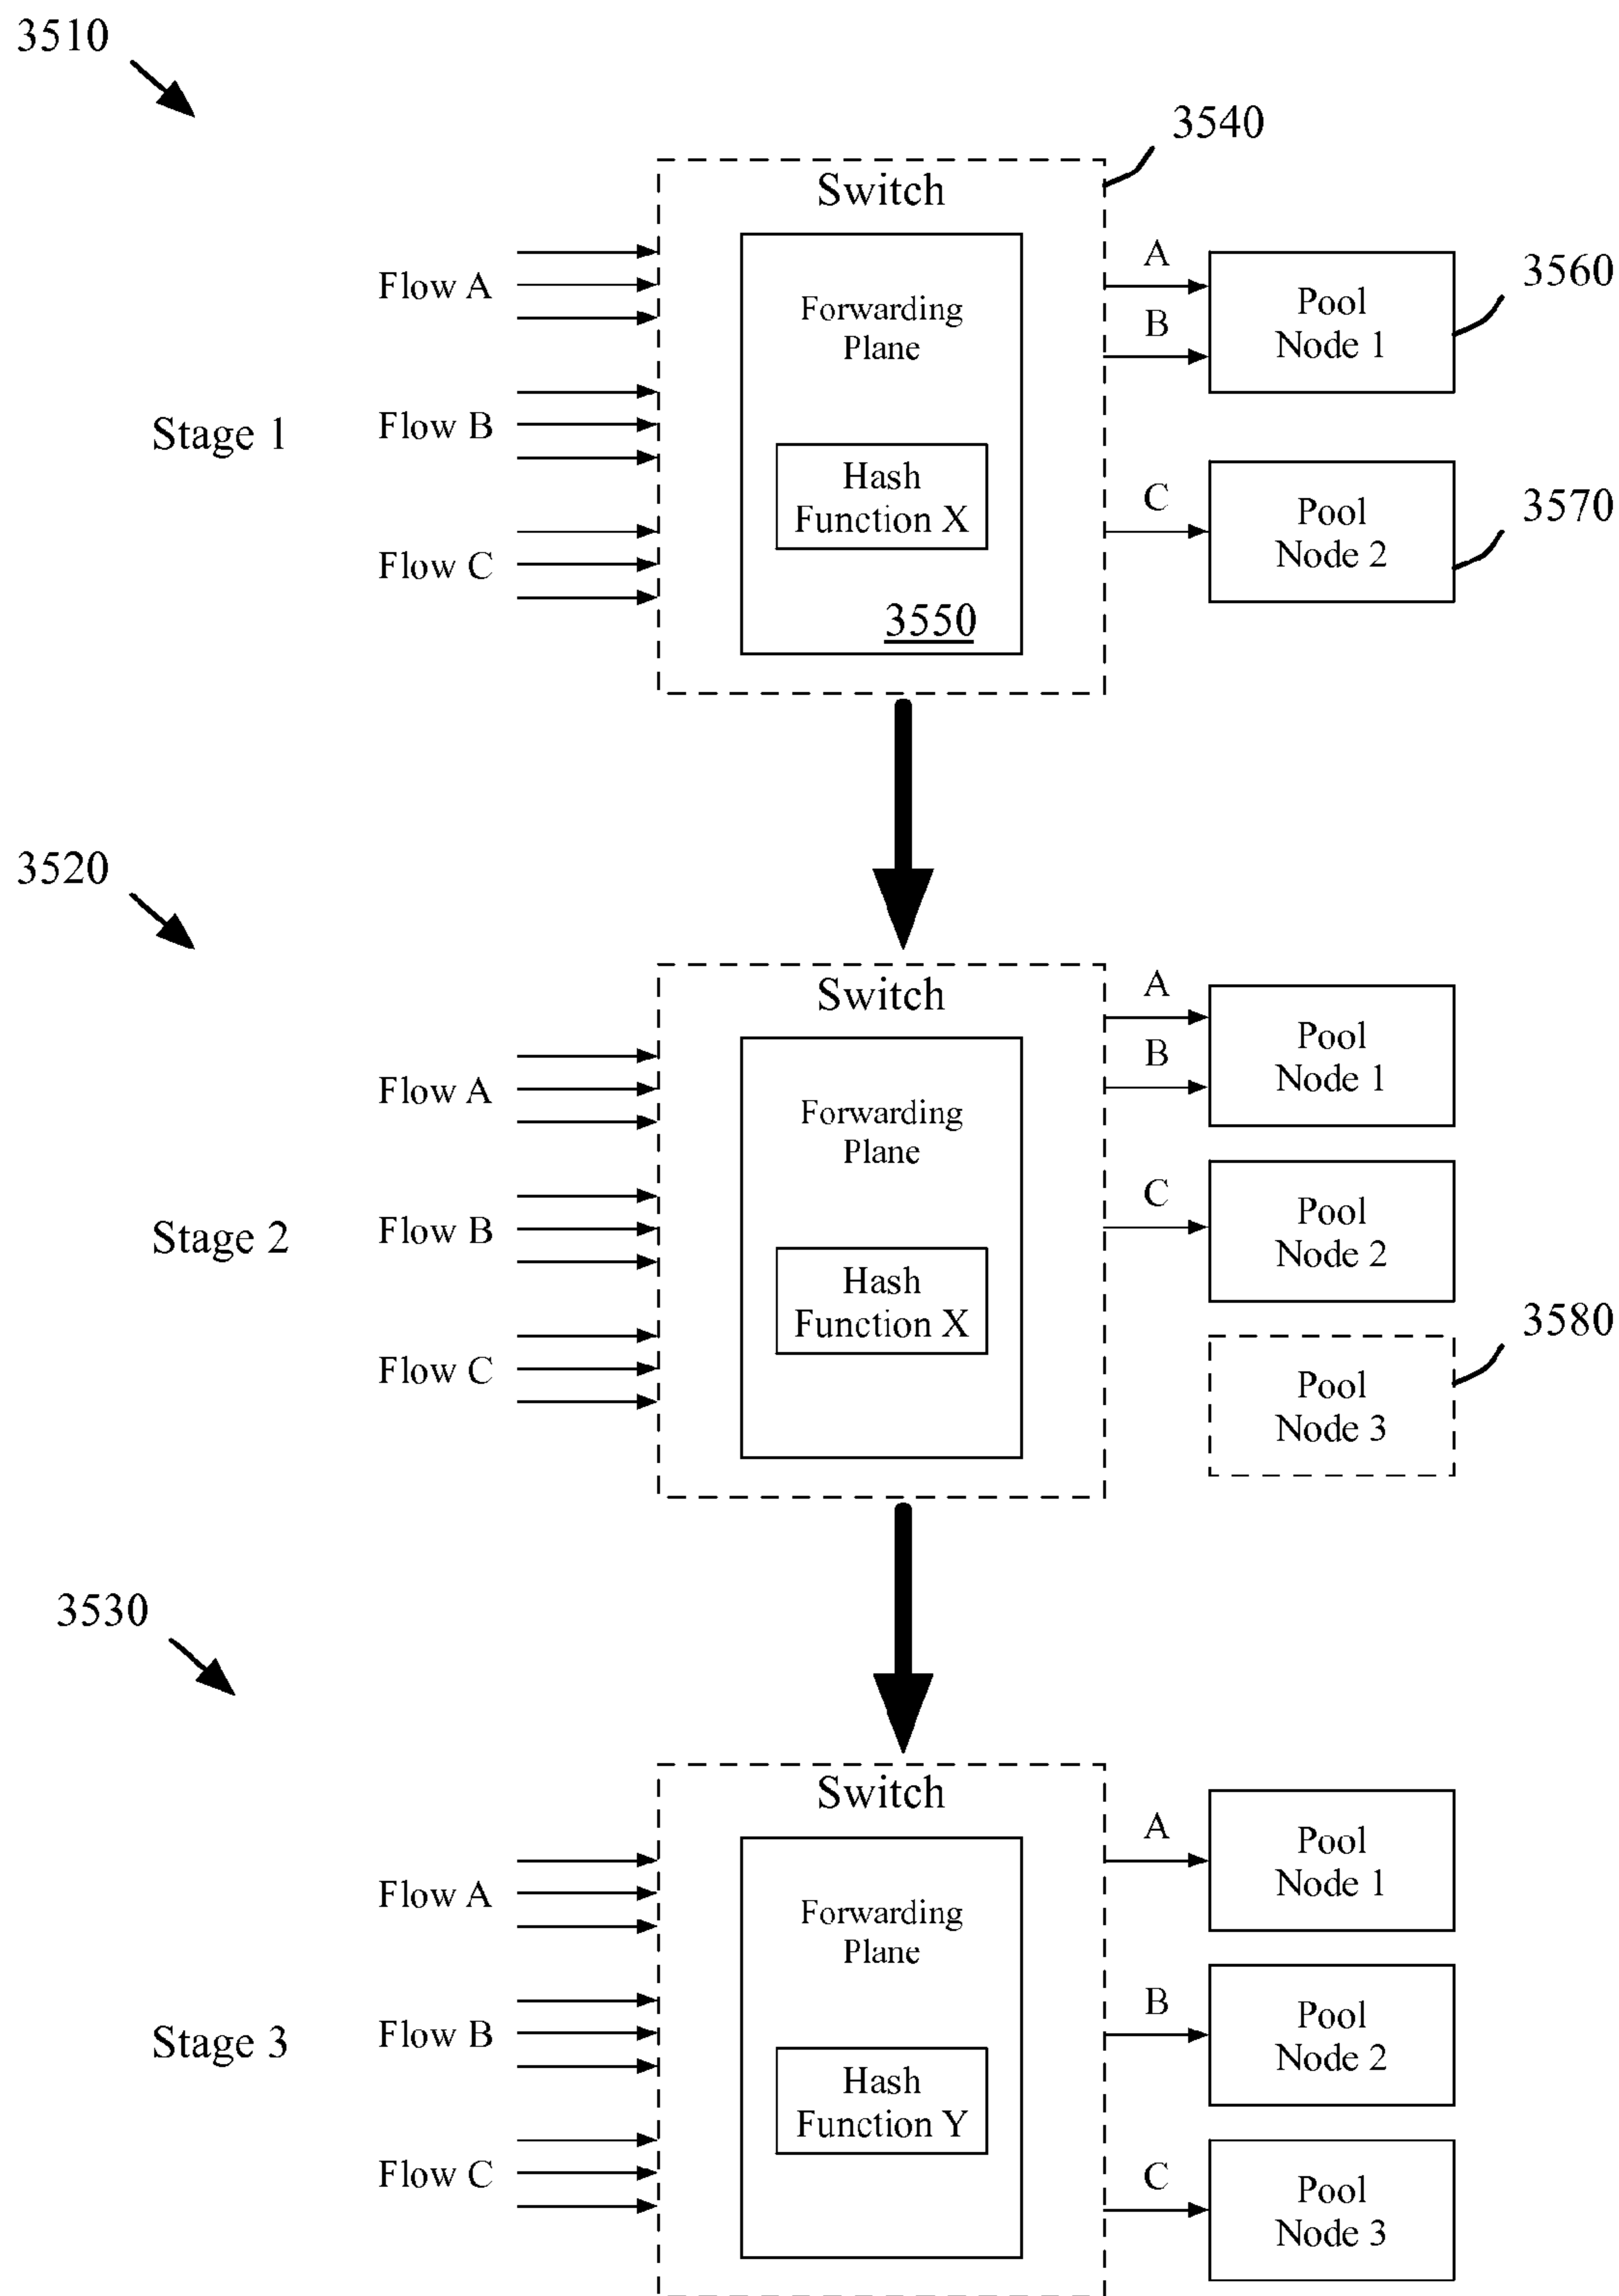 3510
3540
Switch
A
3560
Flow A
Forwarding
Plane
B
Pool
Node 1
Stage 1
Flow B
Hash
Function X
C
3570
Pool
Node 2
Flow C
3550
3520
Switch
A
Flow A
Forwarding
Plane
B
Pool
Node 1
Stage 2
Flow B
C
Pool
Node 2
Hash
Function X
3580
Flow C
Pool
Node 3
3530
Switch
A
Flow A
Forwarding
Plane
Pool
Node 1
Stage 3
Flow B
B
Pool
Node 2
Hash
Function Y
Flow C
C
Pool
Node 3